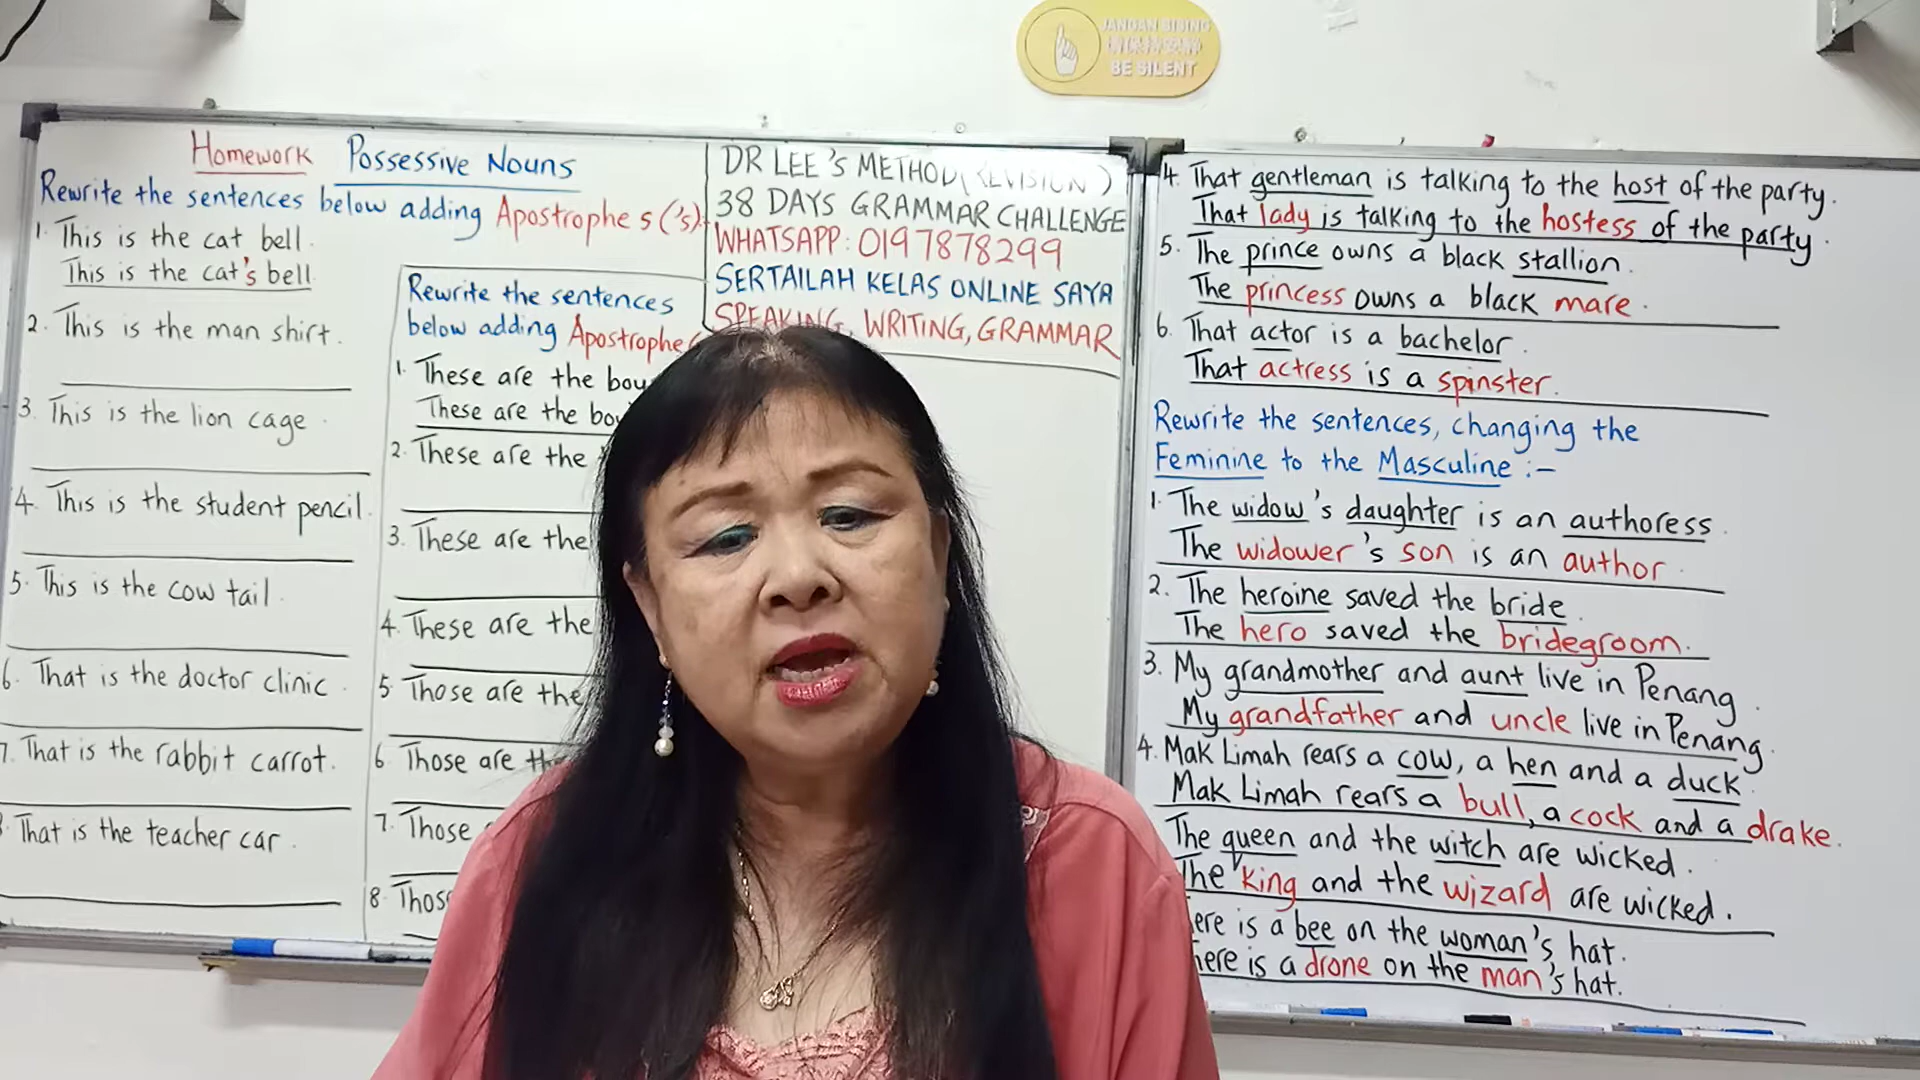 JANGAN BISING
BE SILENT
Homework Possessive Nouns
Rewrite the sentences below adding Apostrophe s ('s):-
1. This is the cat bell.
This is the cat's bell.
2. This is the man shirt.
3. This is the lion cage.
4. This is the student pencil.
5. This is the cow tail.
6. That is the doctor clinic.
7. That is the rabbit carrot.
That is the teacher car.
Rewrite the sentences
below adding Apostrophe
1. These are the boy
These are the boy
2. These are the
3. These are the
4. These are the
5. Those are the
6. Those are the
7. Those
8. Those
DR LEE'S METHOD (REVISION)
38 DAYS GRAMMAR CHALLENGE
WHATSAPP: 0197878299
SERTAILAH KELAS ONLINE SAYA
SPEAKING, WRITING, GRAMMAR
4. That gentleman is talking to the host of the party.
That lady is talking to the hostess of the party.
5. The prince owns a black stallion.
The princess owns a black mare.
6. That actor is a bachelor.
That actress is a spinster.
Rewrite the sentences, changing the
Feminine to the Masculine :-
1. The widow's daughter is an authoress.
The widower's son is an author.
2. The heroine saved the bride.
The hero saved the bridegroom.
3. My grandmother and aunt live in Penang.
My grandfather and uncle live in Penang.
4. Mak Limah rears a cow, a hen and a duck.
Mak Limah rears a bull, a cock and a drake.
The queen and the witch are wicked.
The king and the wizard are wicked.
ere is a bee on the woman's hat.
here is a drone on the man's hat.